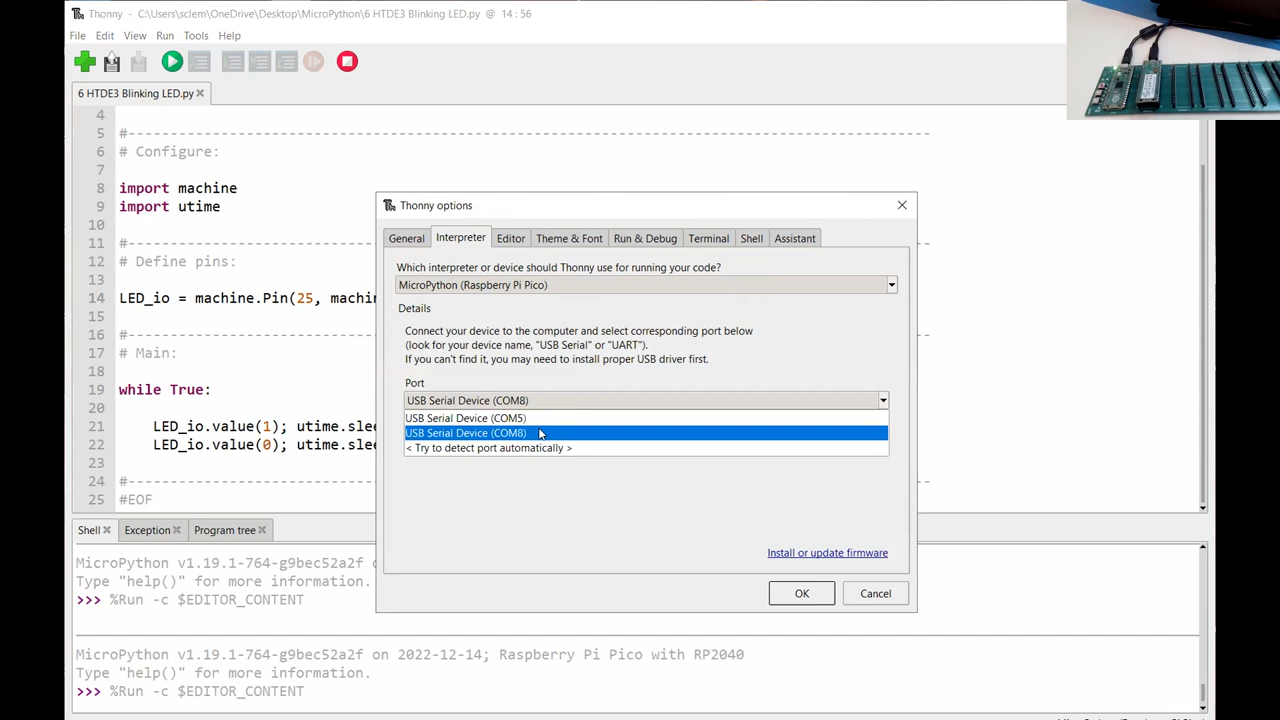 Thonny - C:\Users\sclem\OneDrive\Desktop\MicroPython\6 HTDE3 Blinking LED.py @ 14 : 56
File Edit View Run Tools Help
6 HTDE3 Blinking LED.py
4
5 #----------------------------------------------------------------------------------------
6 # Configure:
7
8 import machine
9 import utime
10
11 #----------------------------------------------------------------------------------------
12 # Define pins:
13
14 LED_io = machine.Pin(25, machin
15
16 #----------------------------------------------------------------------------------------
17 # Main:
18
19 while True:
20
21 LED_io.value(1); utime.slee
22 LED_io.value(0); utime.slee
23
24 #----------------------------------------------------------------------------------------
25 #EOF
Thonny options
General Interpreter Editor Theme & Font Run & Debug Terminal Shell Assistant
Which interpreter or device should Thonny use for running your code?
MicroPython (Raspberry Pi Pico)
Details
Connect your device to the computer and select corresponding port below
(look for your device name, "USB Serial" or "UART").
If you can't find it, you may need to install proper USB driver first.
Port
USB Serial Device (COM8)
USB Serial Device (COM5)
USB Serial Device (COM8)
< Try to detect port automatically >
Install or update firmware
OK Cancel
Shell Exception Program tree
MicroPython v1.19.1-764-g9bec52a2f o
Type "help()" for more information.
>>> %Run -c $EDITOR_CONTENT
MicroPython v1.19.1-764-g9bec52a2f on 2022-12-14; Raspberry Pi Pico with RP2040
Type "help()" for more information.
>>> %Run -c $EDITOR_CONTENT